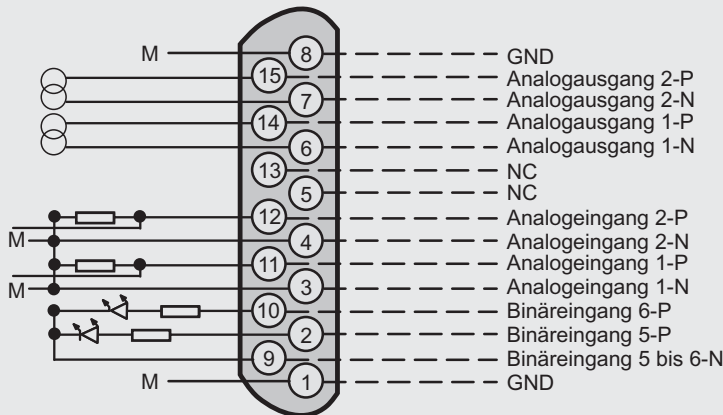 M 8 GND
15 Analogausgang 2-P
7 Analogausgang 2-N
14 Analogausgang 1-P
6 Analogausgang 1-N
13 NC
5 NC
12 Analogeingang 2-P
M 4 Analogeingang 2-N
11 Analogeingang 1-P
M 3 Analogeingang 1-N
10 Binäreingang 6-P
2 Binäreingang 5-P
9 Binäreingang 5 bis 6-N
M 1 GND